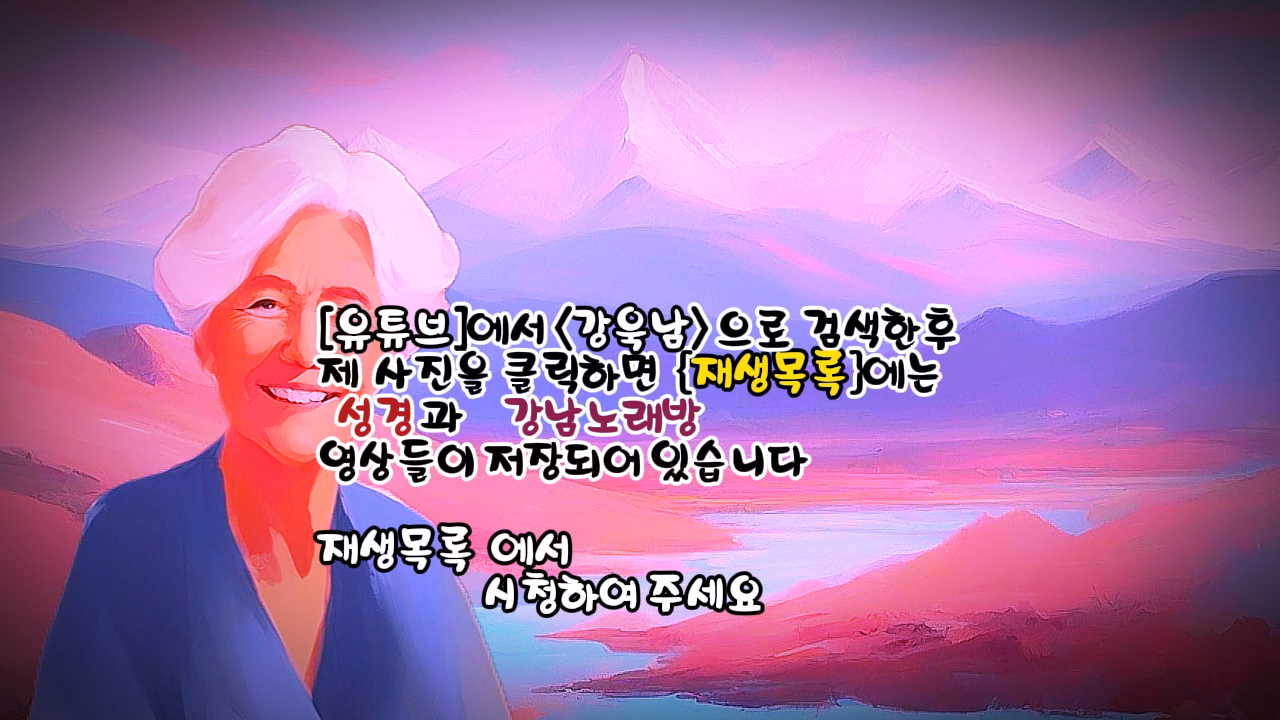 [유튜브]에서 <강욱남> 으로 검색한후
제 사진을 클릭하면 {재생목록}에는
성경과 강남노래방
영상들이 저장되어 있습니다
재생목록 에서
시청하여 주세요